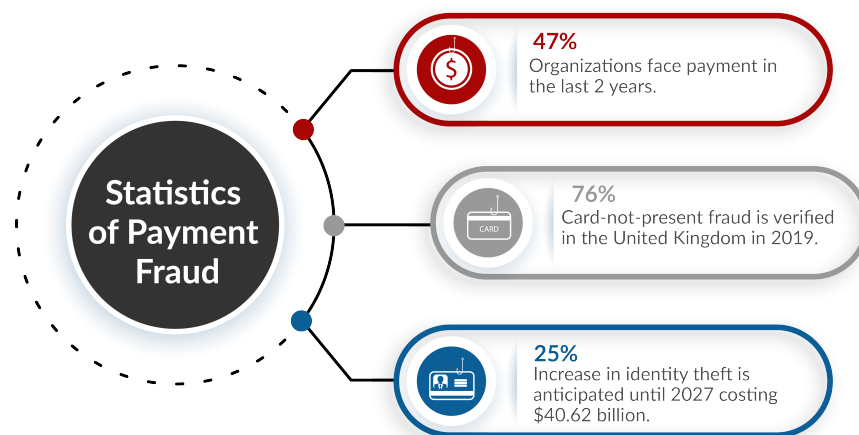 Statistics
of Payment
Fraud
47%
Organizations face payment in
the last 2 years.
$
76%
Card-not-present fraud is verified
in the United Kingdom in 2019.
CARD
25%
Increase in identity theft is
anticipated until 2027 costing
$40.62 billion.